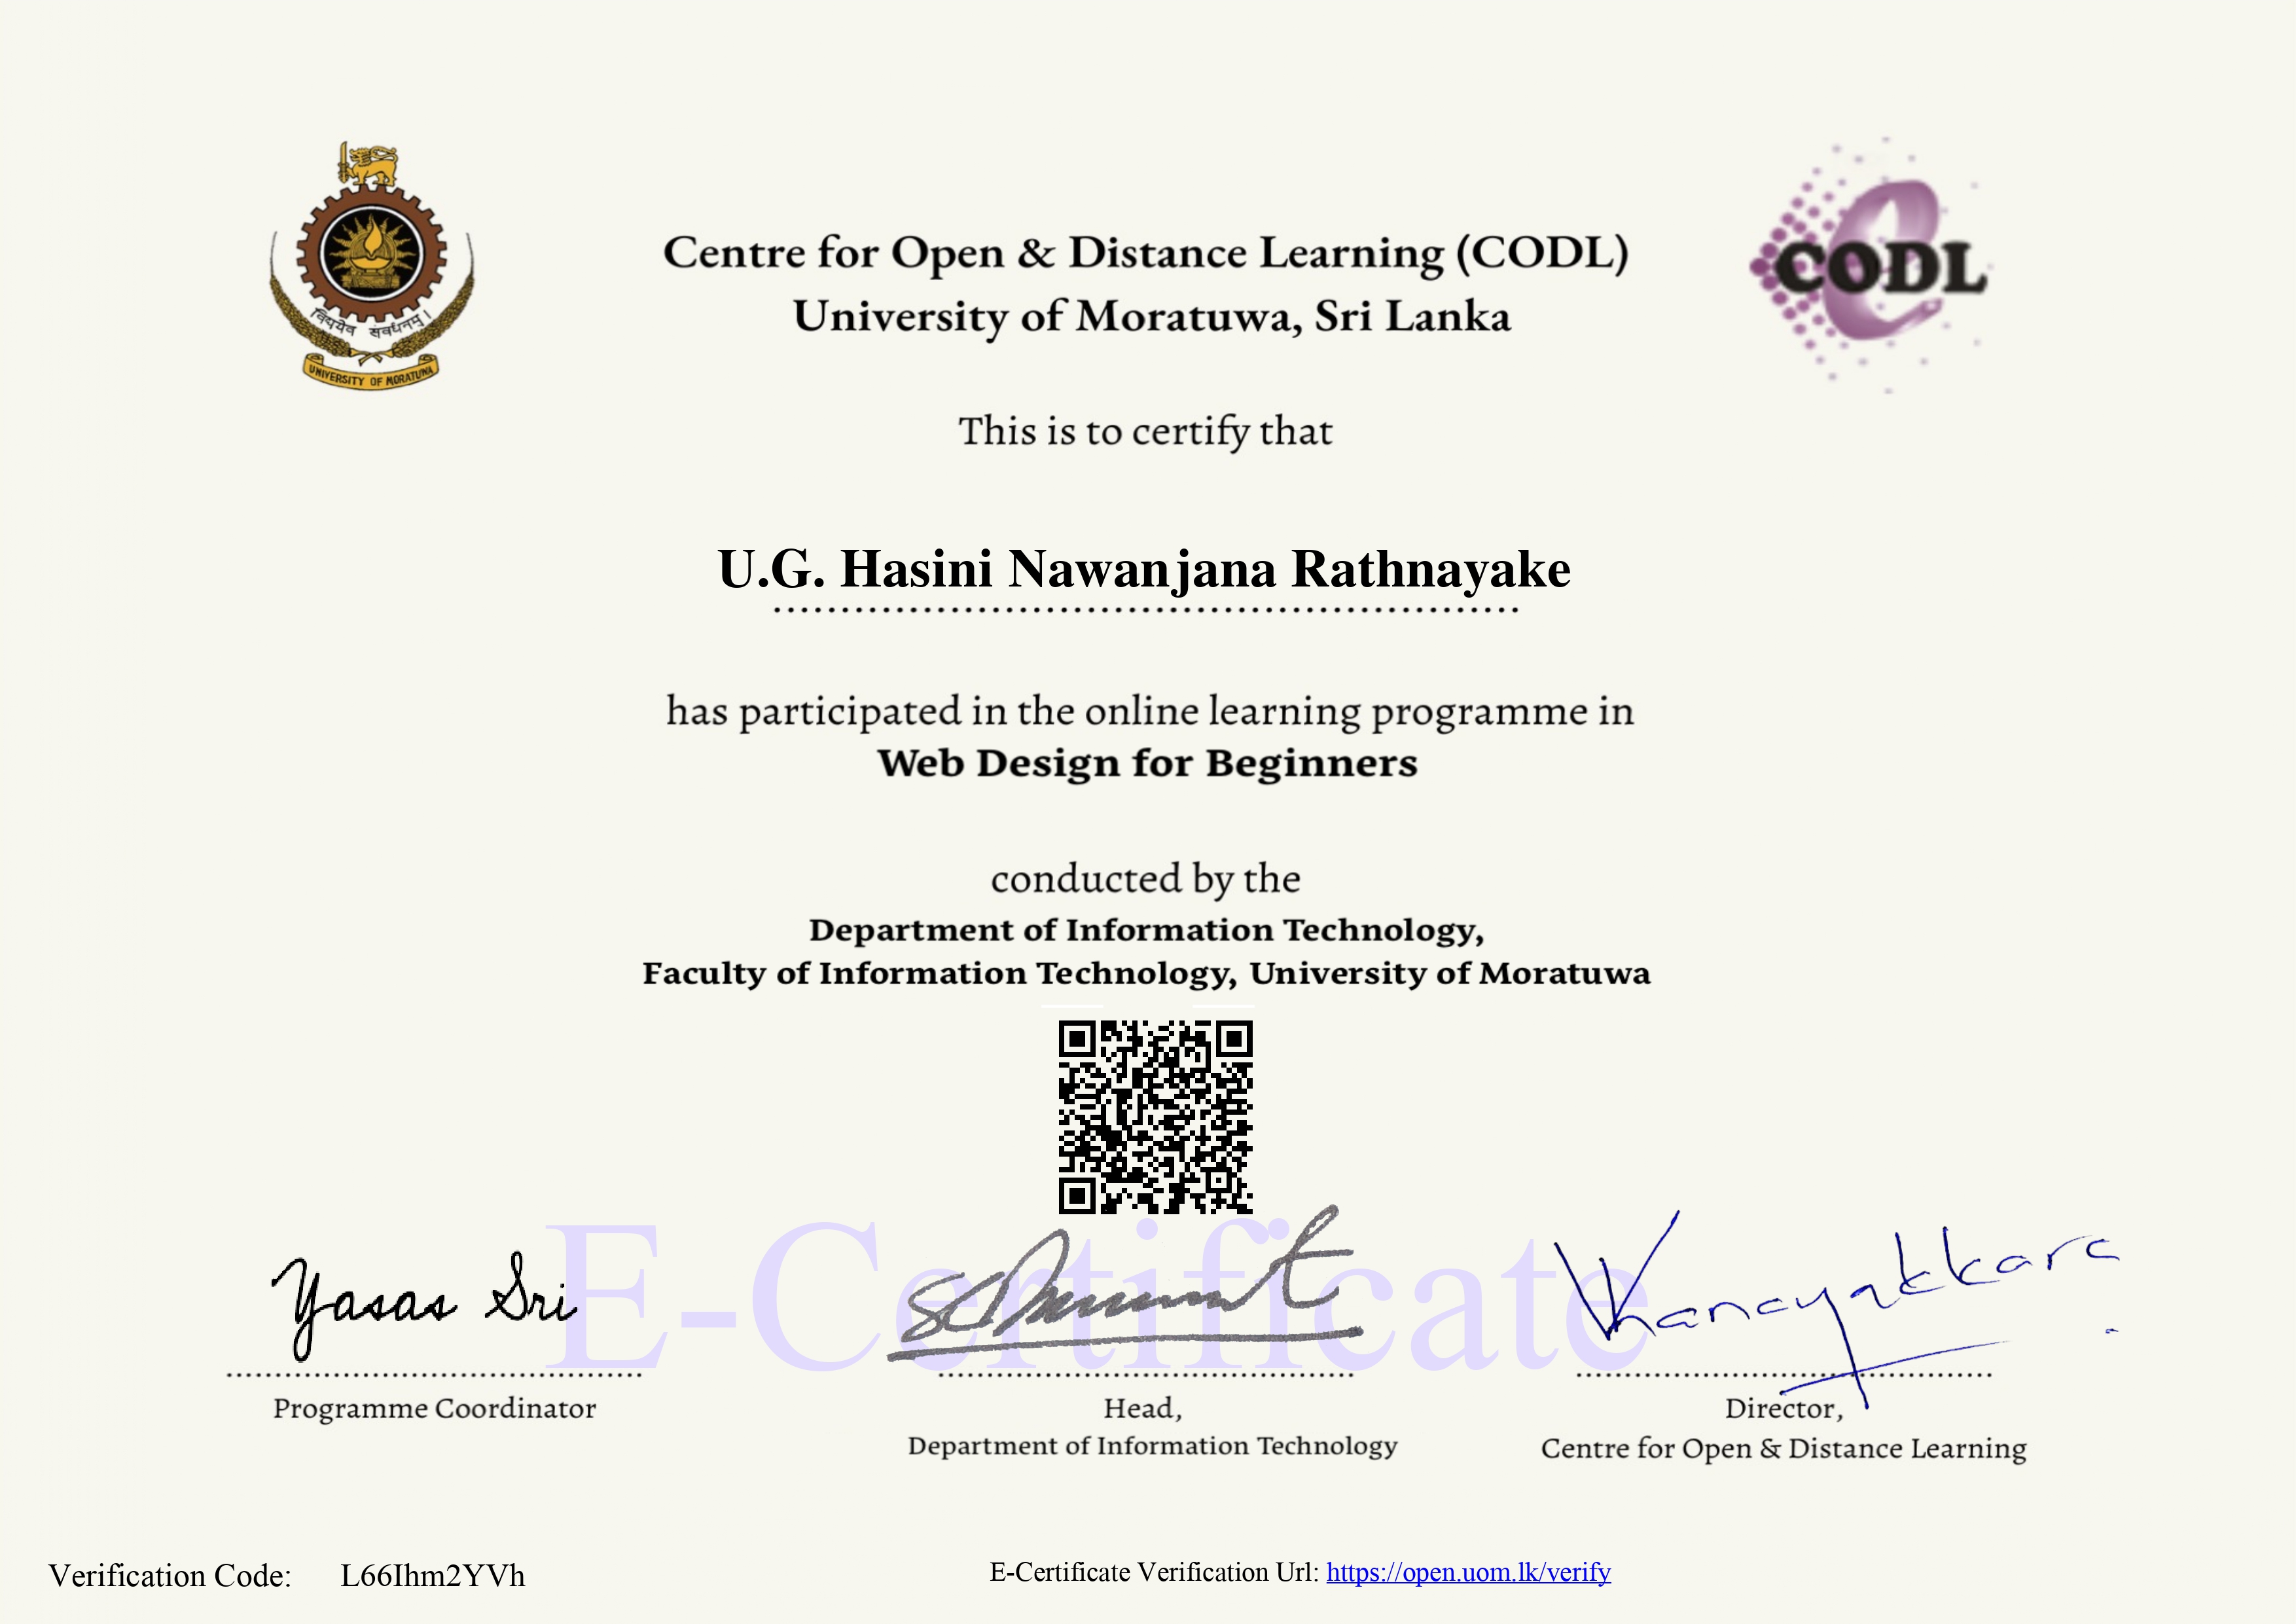 Centre for Open & Distance Learning (CODL)
University of Moratuwa, Sri Lanka
UNIVERSITY OF MORATUWA
CODL
This is to certify that
U.G. Hasini Nawanjana Rathnayake
has participated in the online learning programme in
Web Design for Beginners
conducted by the
Department of Information Technology,
Faculty of Information Technology, University of Moratuwa
E-Certificate
Yasas Sri
Programme Coordinator
Head,
Department of Information Technology
Director,
Centre for Open & Distance Learning
Verification Code: L66Ihm2YVh
E-Certificate Verification Url: https://open.uom.lk/verify